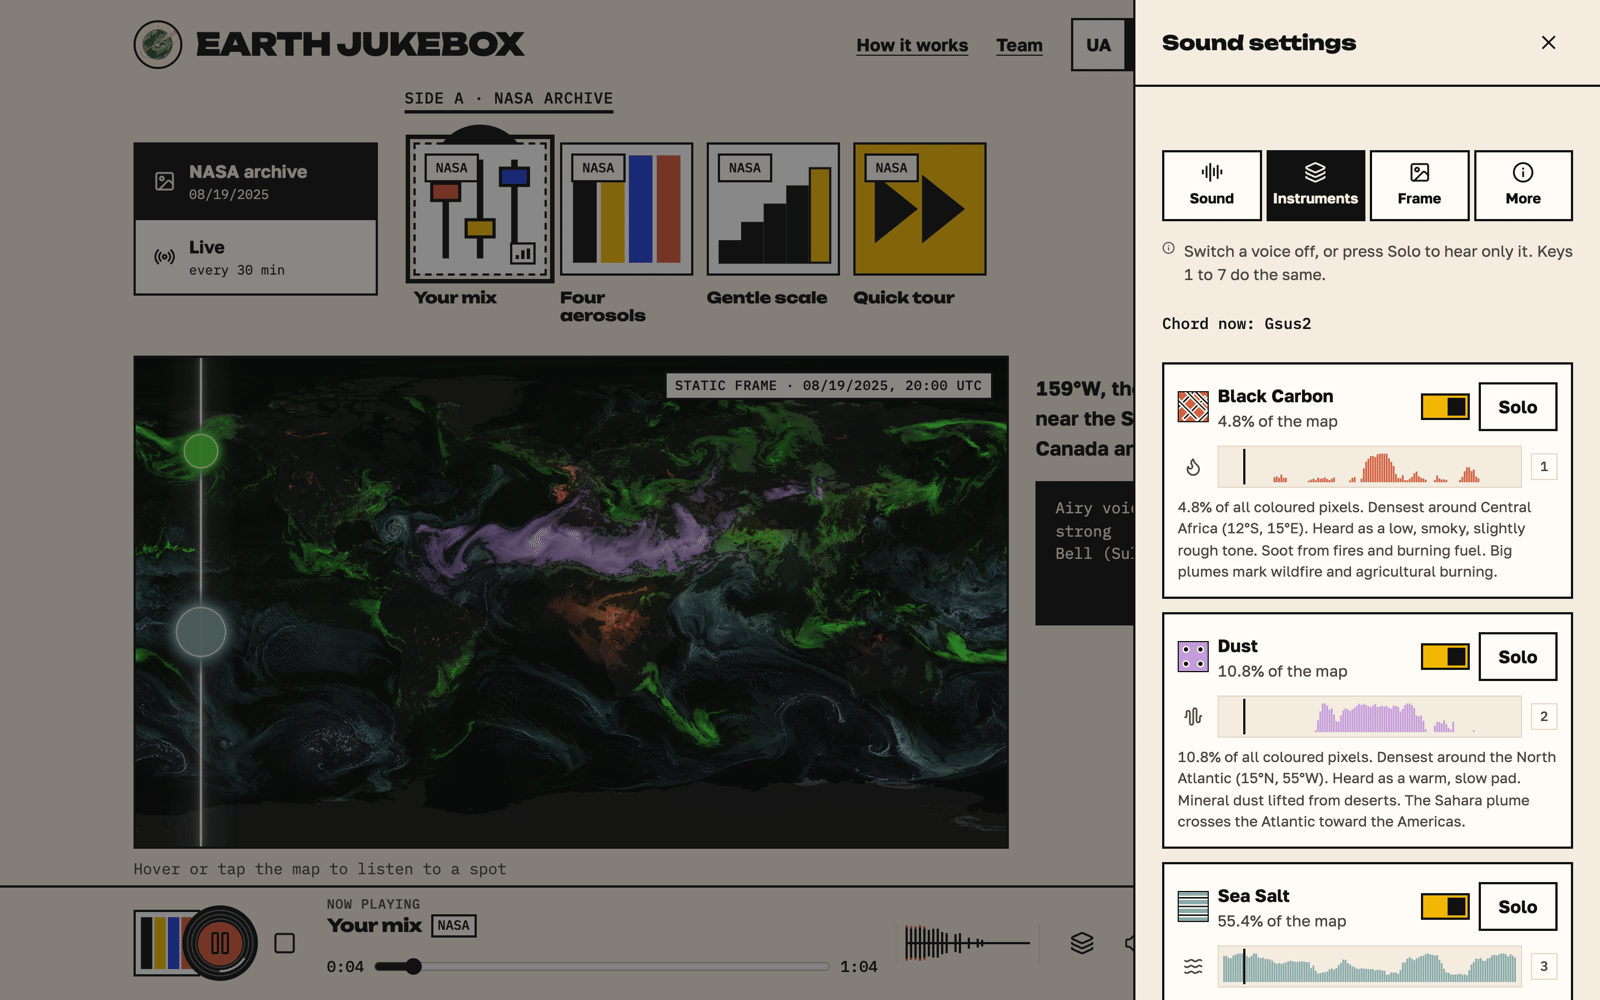 EARTH JUKEBOX
How it works
Team
UA
SIDE A · NASA ARCHIVE
NASA archive
08/19/2025
Live
every 30 min
NASA
NASA
NASA
NASA
Your mix
Four
aerosols
Gentle scale
Quick tour
STATIC FRAME · 08/19/2025, 20:00 UTC
159°W, th
near the S
Canada ar
Airy voi
strong
Bell (Su
Hover or tap the map to listen to a spot
NOW PLAYING
Your mix
NASA
0:04
1:04
Sound settings
Sound
Instruments
Frame
More
Switch a voice off, or press Solo to hear only it. Keys
1 to 7 do the same.
Chord now: Gsus2
Black Carbon
4.8% of the map
Solo
1
4.8% of all coloured pixels. Densest around Central
Africa (12°S, 15°E). Heard as a low, smoky, slightly
rough tone. Soot from fires and burning fuel. Big
plumes mark wildfire and agricultural burning.
Dust
10.8% of the map
Solo
2
10.8% of all coloured pixels. Densest around the North
Atlantic (15°N, 55°W). Heard as a warm, slow pad.
Mineral dust lifted from deserts. The Sahara plume
crosses the Atlantic toward the Americas.
Sea Salt
55.4% of the map
Solo
3